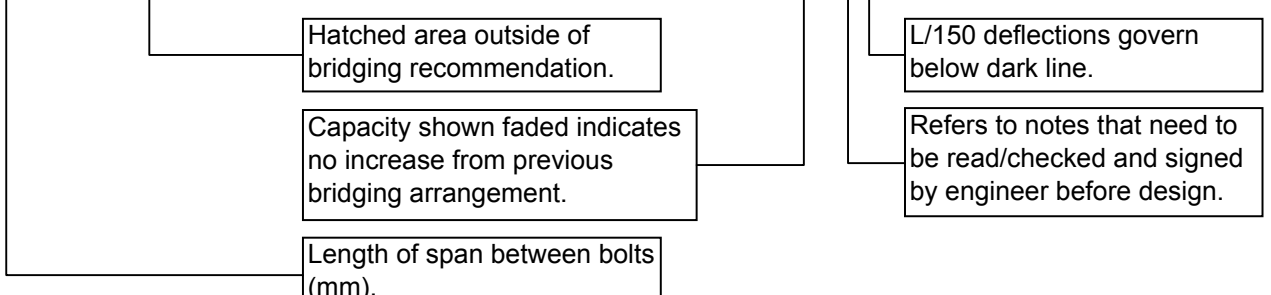 Hatched area outside of
bridging recommendation.
Capacity shown faded indicates
no increase from previous
bridging arrangement.
Length of span between bolts
(mm).
L/150 deflections govern
below dark line.
Refers to notes that need to
be read/checked and signed
by engineer before design.